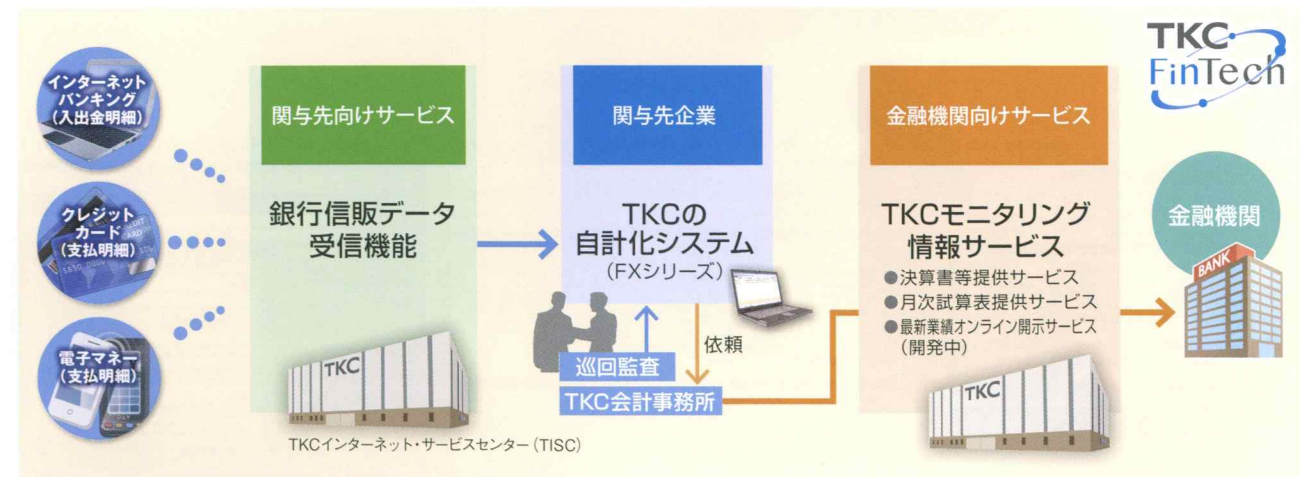 TKC
FinTech
インターネット
バンキング
(入出金明細)
クレジット
カード
(支払明細)
電子マネー
(支払明細)
関与先向けサービス
銀行信販データ
受信機能
TKC
TKCインターネット・サービスセンター(TISC)
関与先企業
TKCの
自計化システム
(FXシリーズ)
依頼
巡回監査
TKC会計事務所
金融機関向けサービス
TKCモニタリング
情報サービス
●決算書等提供サービス
●月次試算表提供サービス
●最新業績オンライン開示サービス
(開発中)
TKC
金融機関
BANK